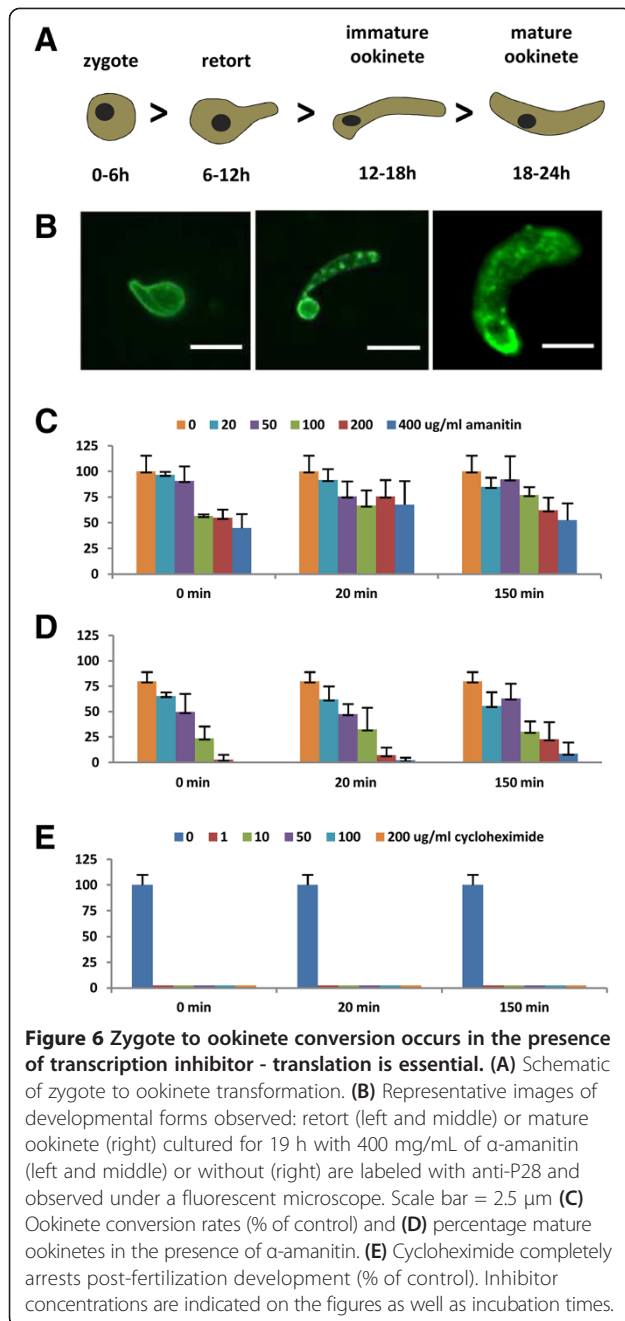 A
zygote
retort
immature
ookinete
mature
ookinete
> > >
0-6h
6-12h
12-18h
18-24h
B
C
0 20 50 100 200 400 ug/ml amanitin
125
100
75
50
25
0
0 min 20 min 150 min
D
125
100
75
50
25
0
0 min 20 min 150 min
E
0 1 10 50 100 200 ug/ml cycloheximide
125
100
75
50
25
0
0 min 20 min 150 min
Figure 6 Zygote to ookinete conversion occurs in the presence
of transcription inhibitor - translation is essential. (A) Schematic
of zygote to ookinete transformation. (B) Representative images of
developmental forms observed: retort (left and middle) or mature
ookinete (right) cultured for 19 h with 400 mg/mL of α-amanitin
(left and middle) or without (right) are labeled with anti-P28 and
observed under a fluorescent microscope. Scale bar = 2.5 μm (C)
Ookinete conversion rates (% of control) and (D) percentage mature
ookinetes in the presence of α-amanitin. (E) Cycloheximide completely
arrests post-fertilization development (% of control). Inhibitor
concentrations are indicated on the figures as well as incubation times.